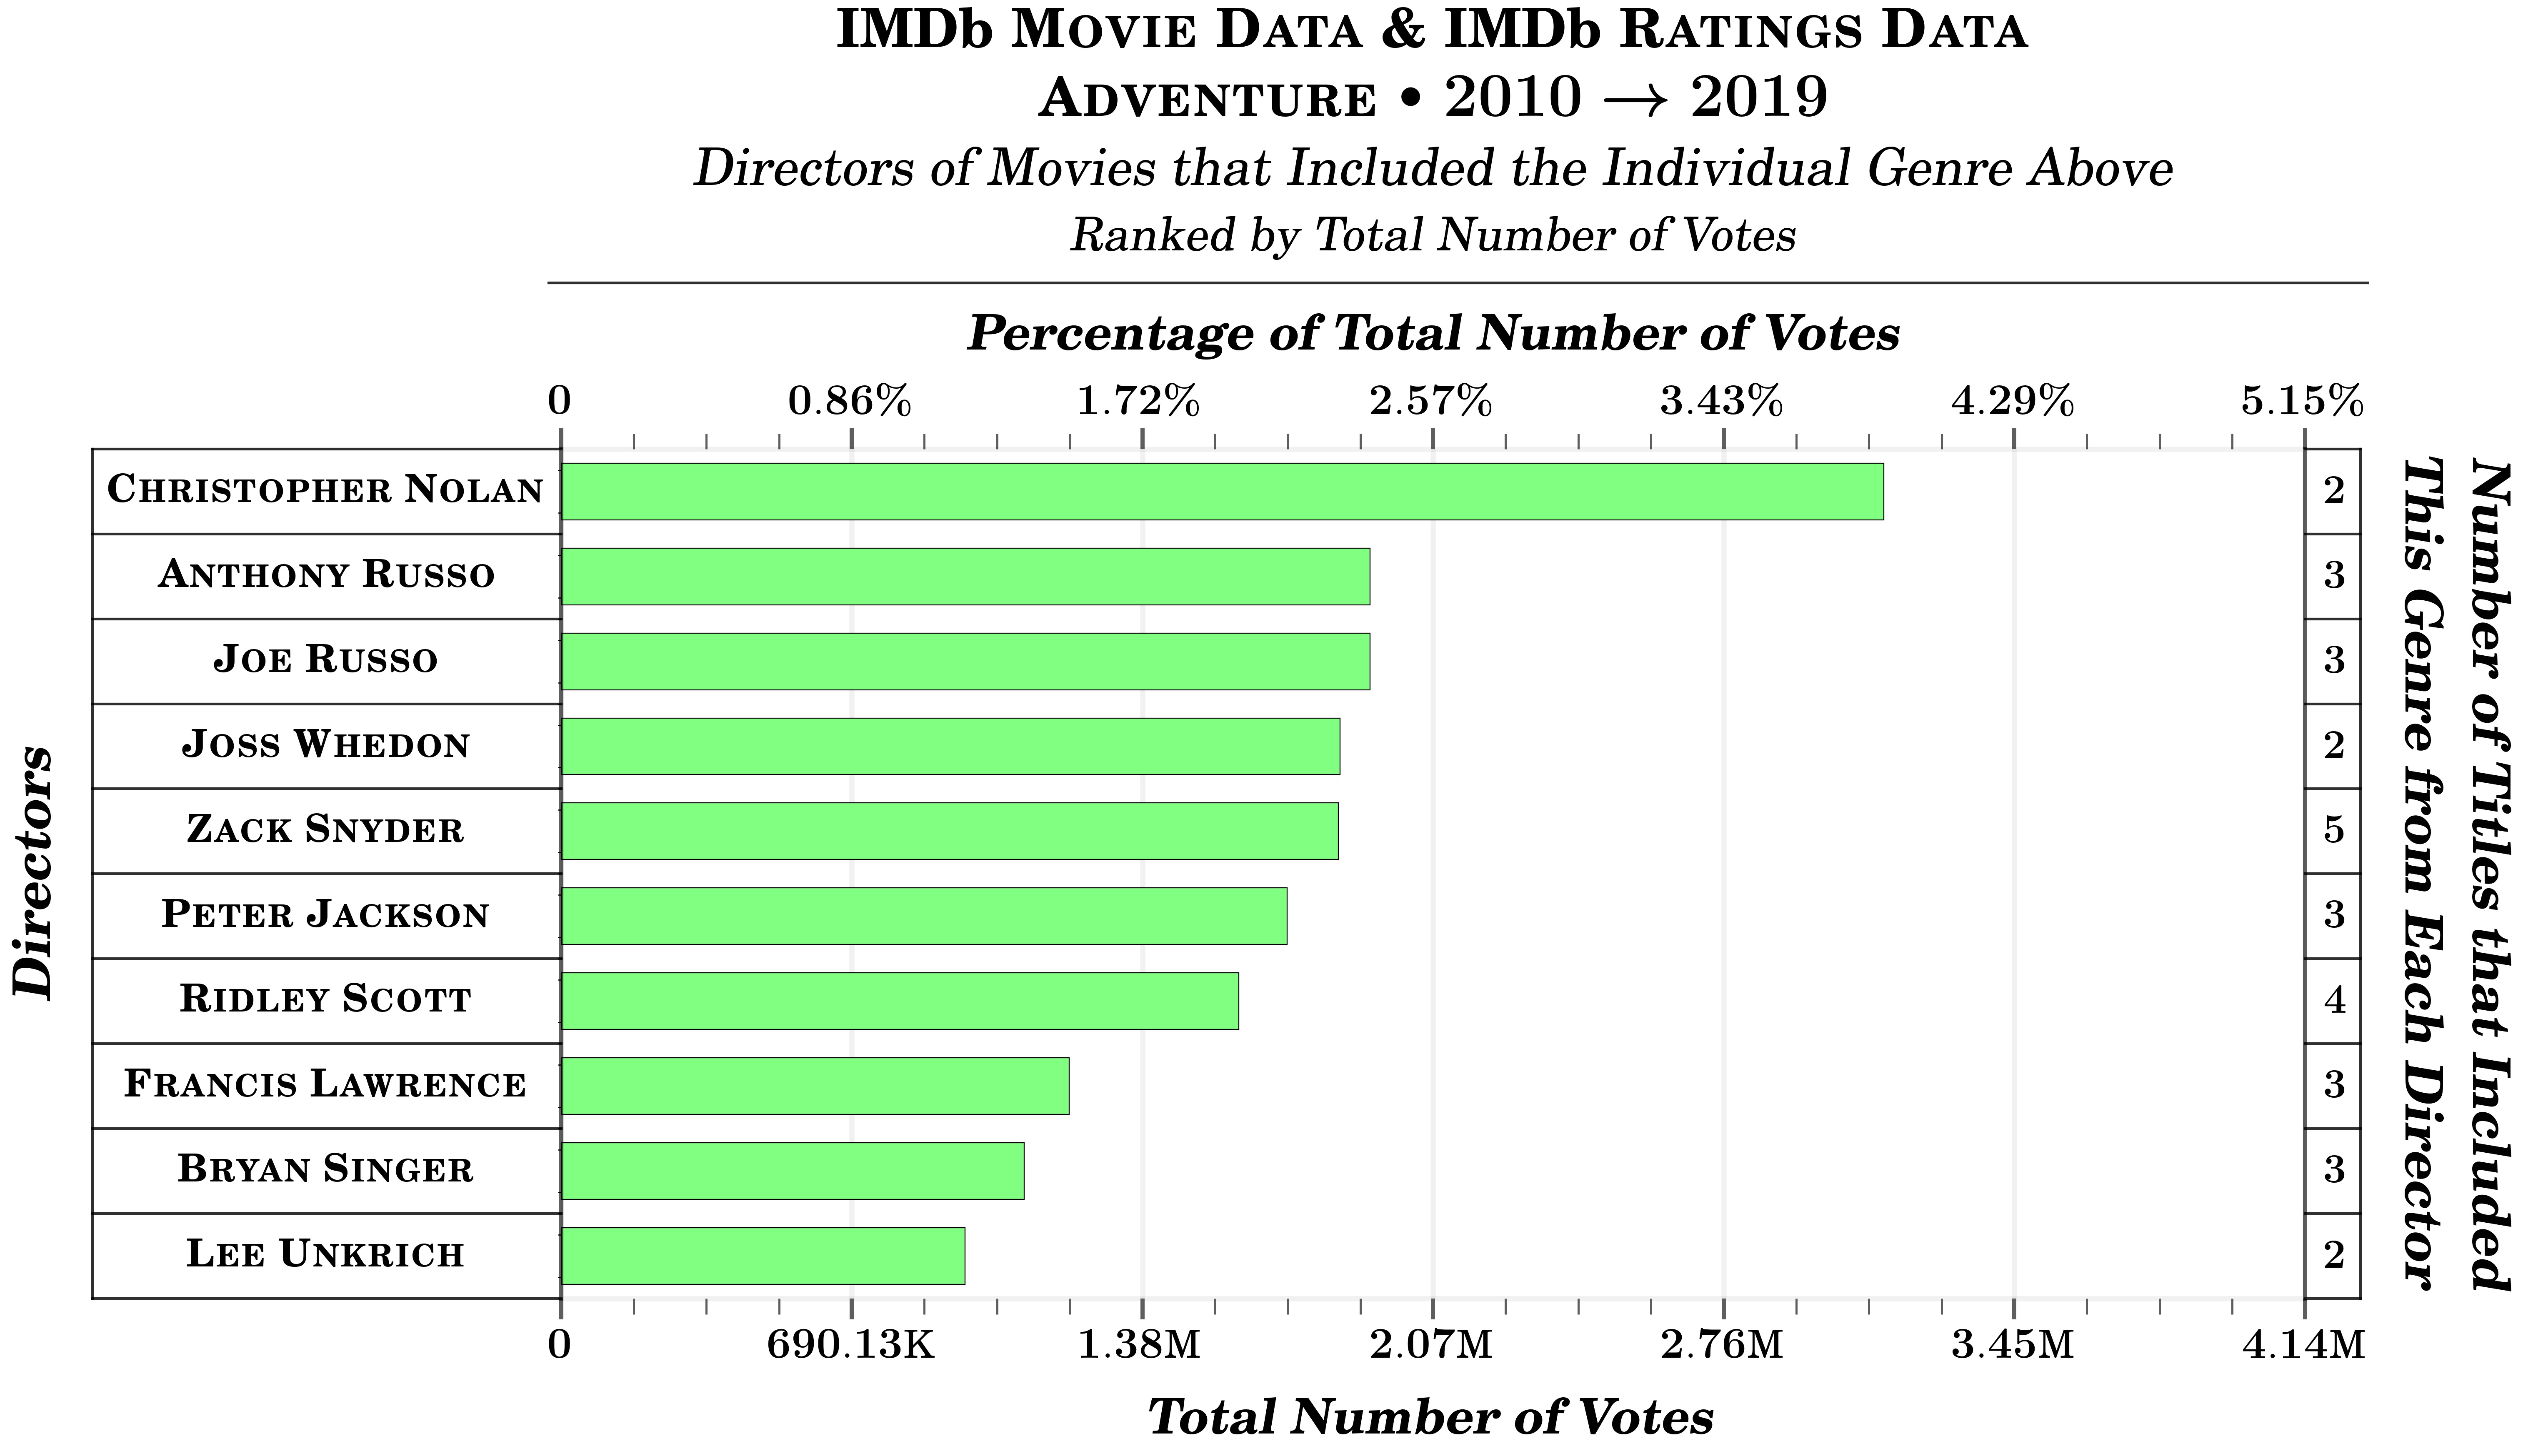 IMDb Movie Data & IMDb Ratings Data
Adventure • 2010 → 2019
Directors of Movies that Included the Individual Genre Above
Ranked by Total Number of Votes
Percentage of Total Number of Votes
0 0.86% 1.72% 2.57% 3.43% 4.29% 5.15%
Directors
Christopher Nolan 2
Anthony Russo 3
Joe Russo 3
Joss Whedon 2
Zack Snyder 5
Peter Jackson 3
Ridley Scott 4
Francis Lawrence 3
Bryan Singer 3
Lee Unkrich 2
Number of Titles that Included
This Genre from Each Director
0 690.13K 1.38M 2.07M 2.76M 3.45M 4.14M
Total Number of Votes